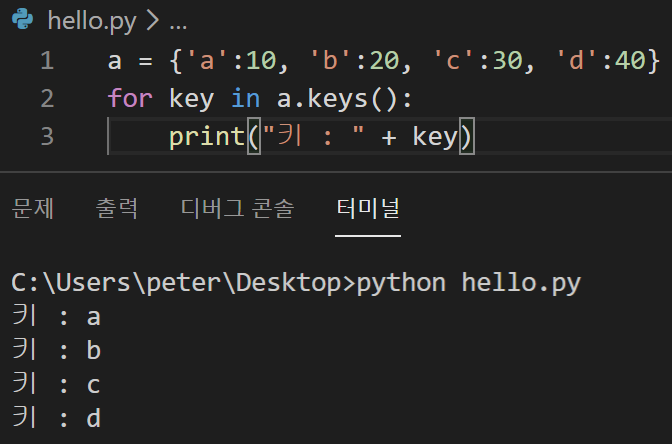 hello.py > ...
1 a = {'a':10, 'b':20, 'c':30, 'd':40}
2 for key in a.keys():
3     print("키 : " + key)
문제 출력 디버그 콘솔 터미널
C:\Users\peter\Desktop>python hello.py
키 : a
키 : b
키 : c
키 : d